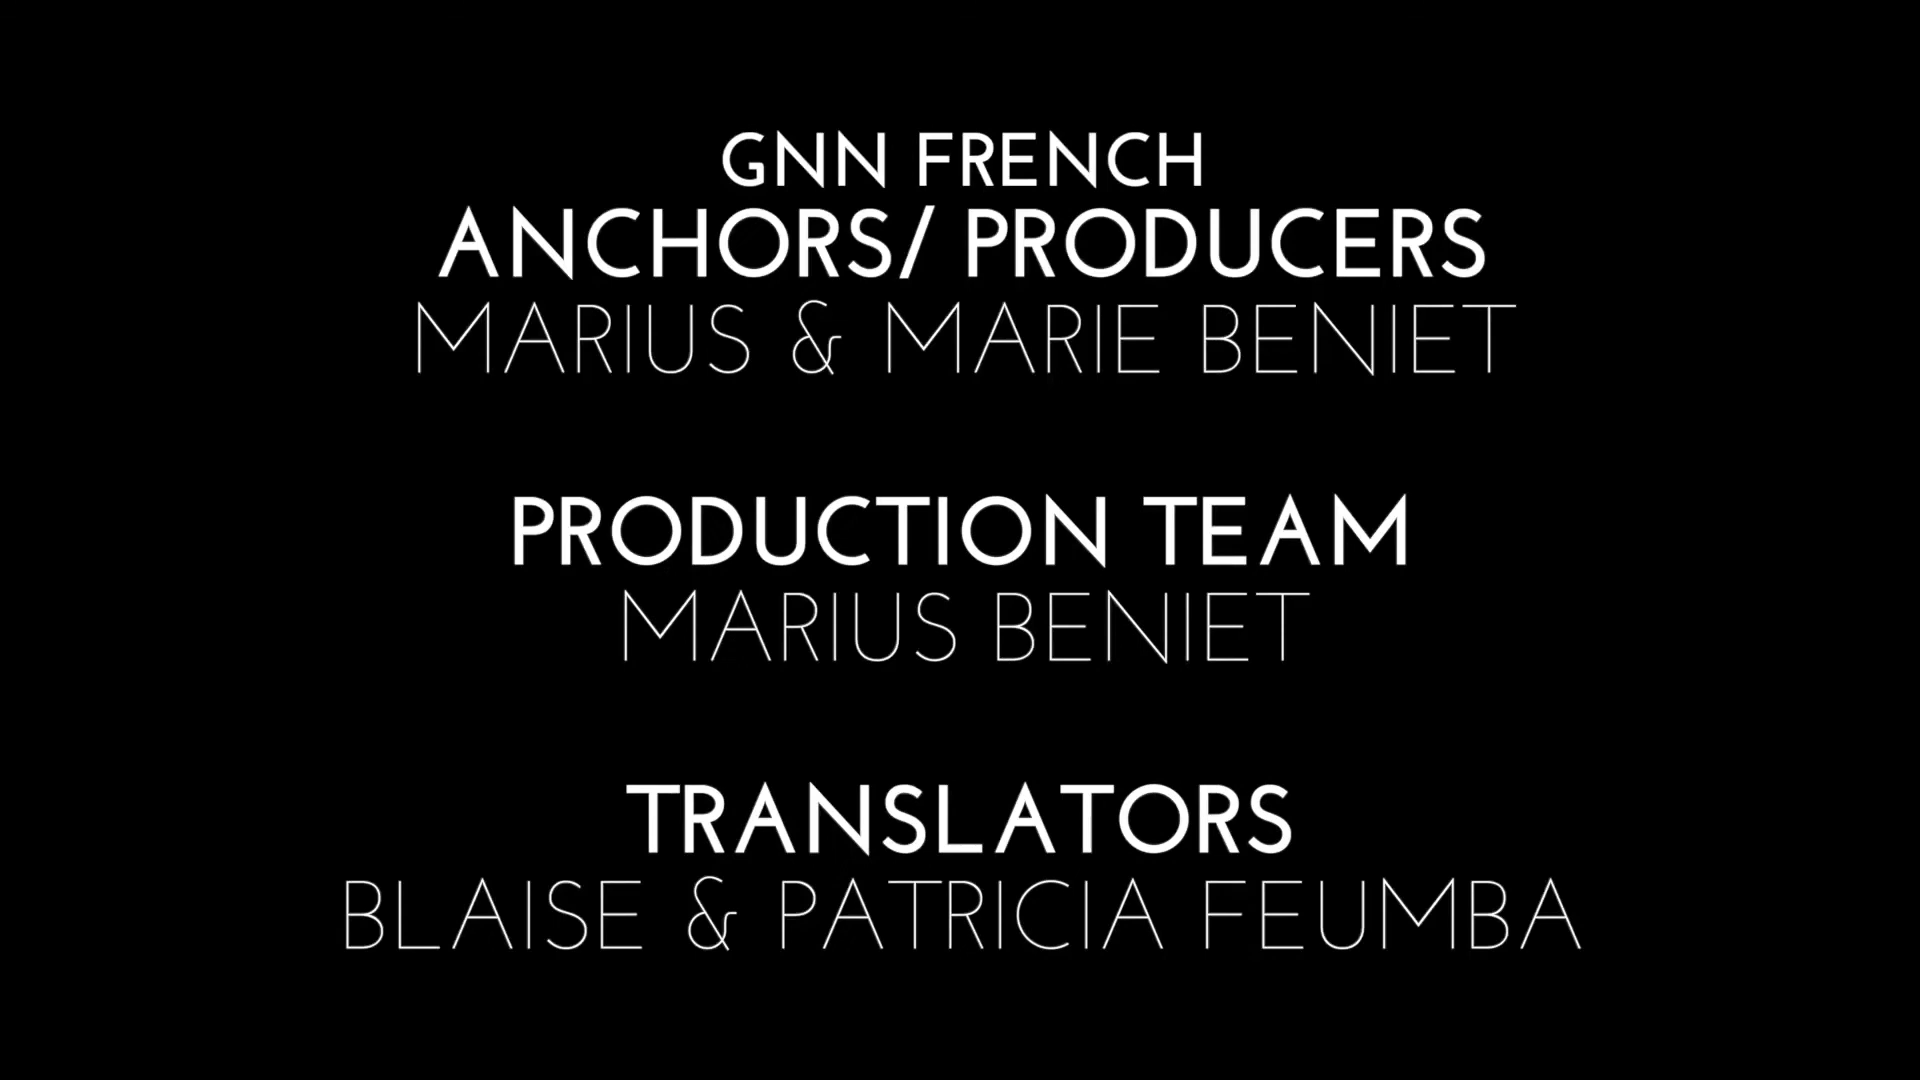 GNN FRENCH
ANCHORS/ PRODUCERS
MARIUS & MARIE BENIET
PRODUCTION TEAM
MARIUS BENIET
TRANSLATORS
BLAISE & PATRICIA FEUMBA